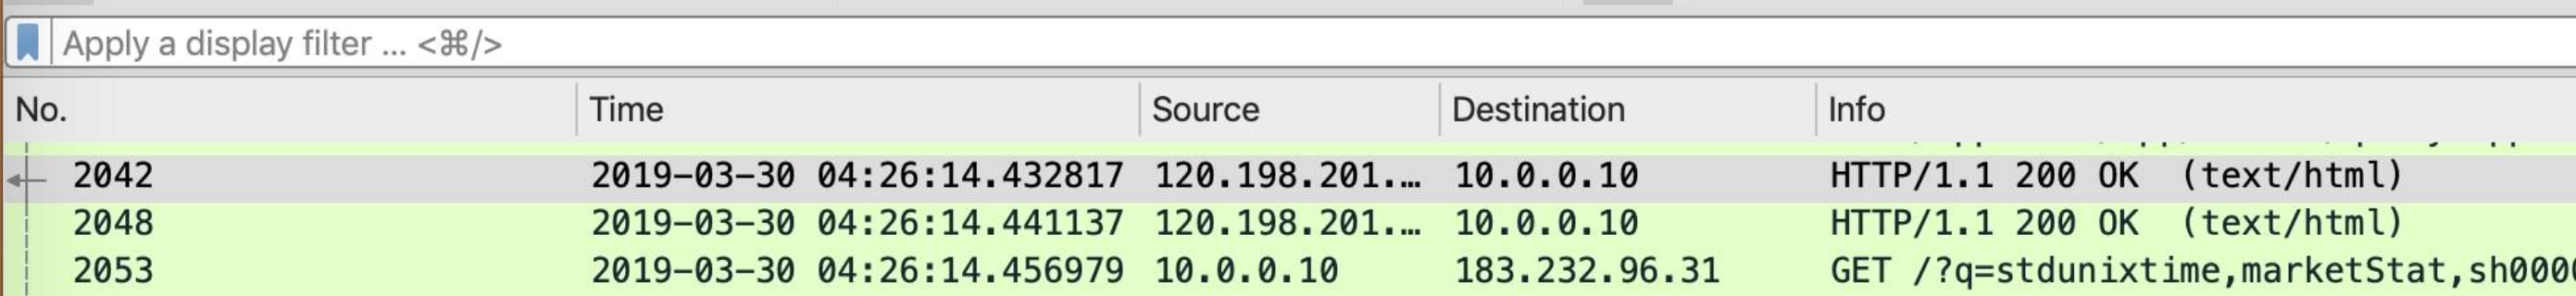 Apply a display filter ... <⌘/>
No. Time Source Destination Info
2042 2019-03-30 04:26:14.432817 120.198.201.… 10.0.0.10 HTTP/1.1 200 OK (text/html)
2048 2019-03-30 04:26:14.441137 120.198.201.… 10.0.0.10 HTTP/1.1 200 OK (text/html)
2053 2019-03-30 04:26:14.456979 10.0.0.10 183.232.96.31 GET /?q=stdunixtime,marketStat,sh000